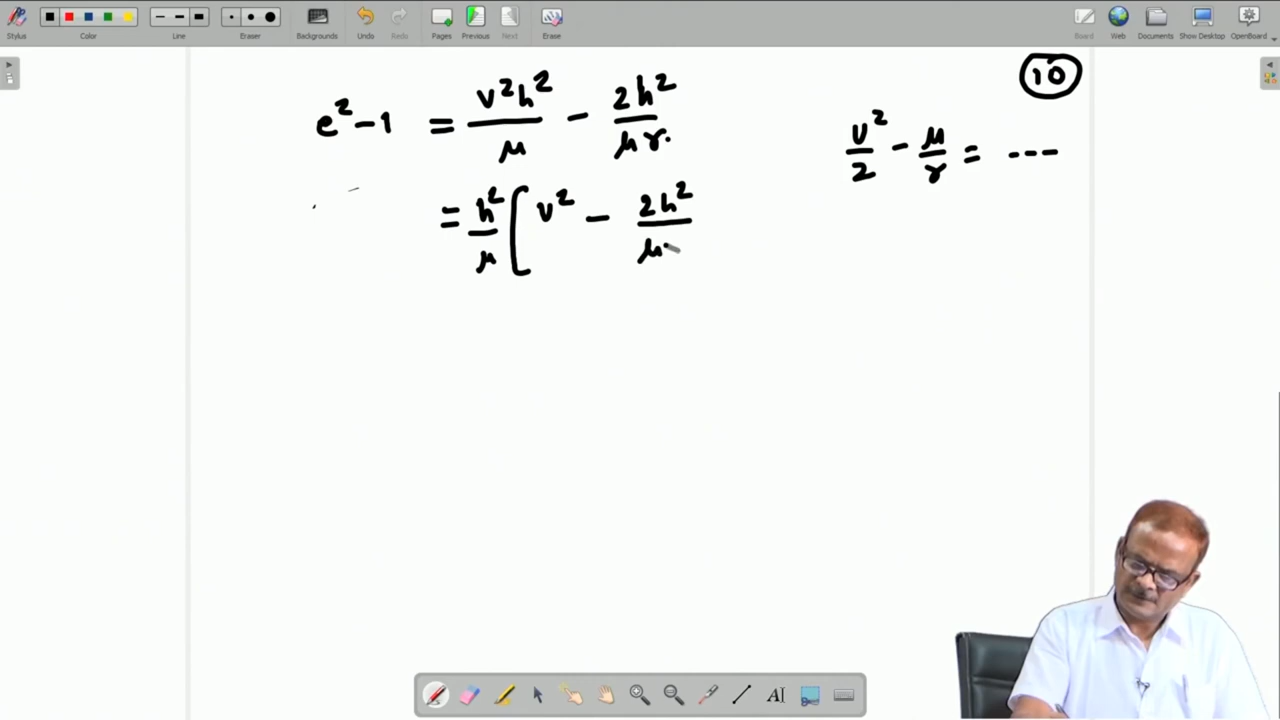 Stylus Color Line Eraser Backgrounds Undo Redo Pages Previous Next Erase Board Web Documents Show Desktop OpenBoard
10
e² - 1 = v²h²/μ - 2h²/μr.
v²/2 - μ/r = ---
= h²/μ [ v² - 2h²/μ